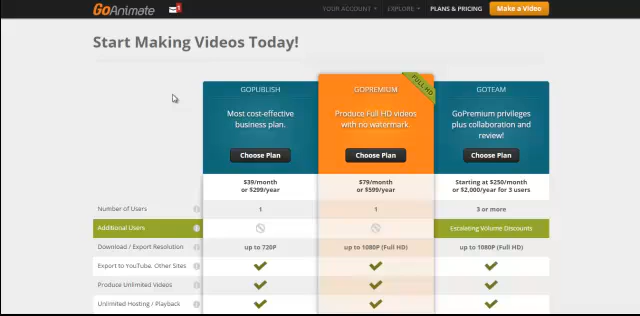 GoAnimate
1
YOUR ACCOUNT
EXPLORE
PLANS & PRICING
Make a Video
Start Making Videos Today!
GOPUBLISH
GOPREMIUM
FULL HD
GOTEAM
Most cost-effective
business plan.
Produce Full HD videos
with no watermark.
GoPremium privileges
plus collaboration and
review!
Choose Plan
Choose Plan
Choose Plan
$39/month
or $299/year
$79/month
or $599/year
Starting at $250/month
or $2,000/year for 3 users
Number of Users
1
1
3 or more
Additional Users
Escalating Volume Discounts
Download / Export Resolution
up to 720P
up to 1080P (Full HD)
up to 1080P (Full HD)
Export to YouTube, Other Sites
Produce Unlimited Videos
Unlimited Hosting / Playback